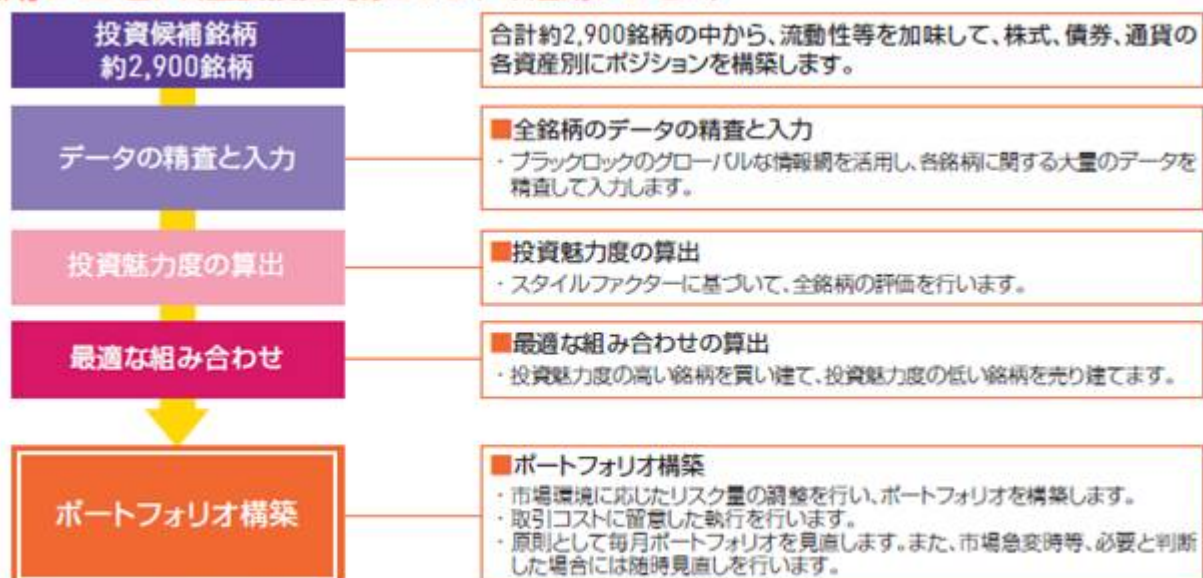 投資候補銘柄
約2,900銘柄
合計約2,900銘柄の中から、流動性等を加味して、株式、債券、通貨の
各資産別にポジションを構築します。
データの精査と入力
■全銘柄のデータの精査と入力
・ブラックロックのグローバルな情報網を活用し、各銘柄に関する大量のデータを
精査して入力します。
投資魅力度の算出
■投資魅力度の算出
・スタイルファクターに基づいて、全銘柄の評価を行います。
最適な組み合わせ
■最適な組み合わせの算出
・投資魅力度の高い銘柄を買い建て、投資魅力度の低い銘柄を売り建てます。
ポートフォリオ構築
■ポートフォリオ構築
・市場環境に応じたリスク量の調整を行い、ポートフォリオを構築します。
・取引コストに留意した執行を行います。
・原則として毎月ポートフォリオを見直します。また、市場急変時等、必要と判断
した場合には随時見直しを行います。